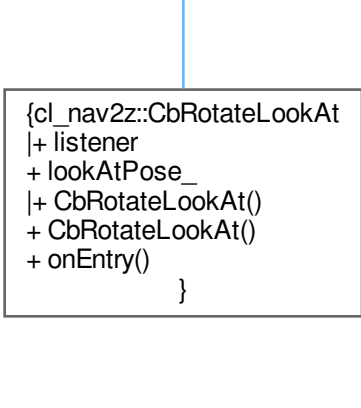 {cl_nav2z::CbRotateLookAt
|+ listener
+ lookAtPose_
|+ CbRotateLookAt()
+ CbRotateLookAt()
+ onEntry()
}